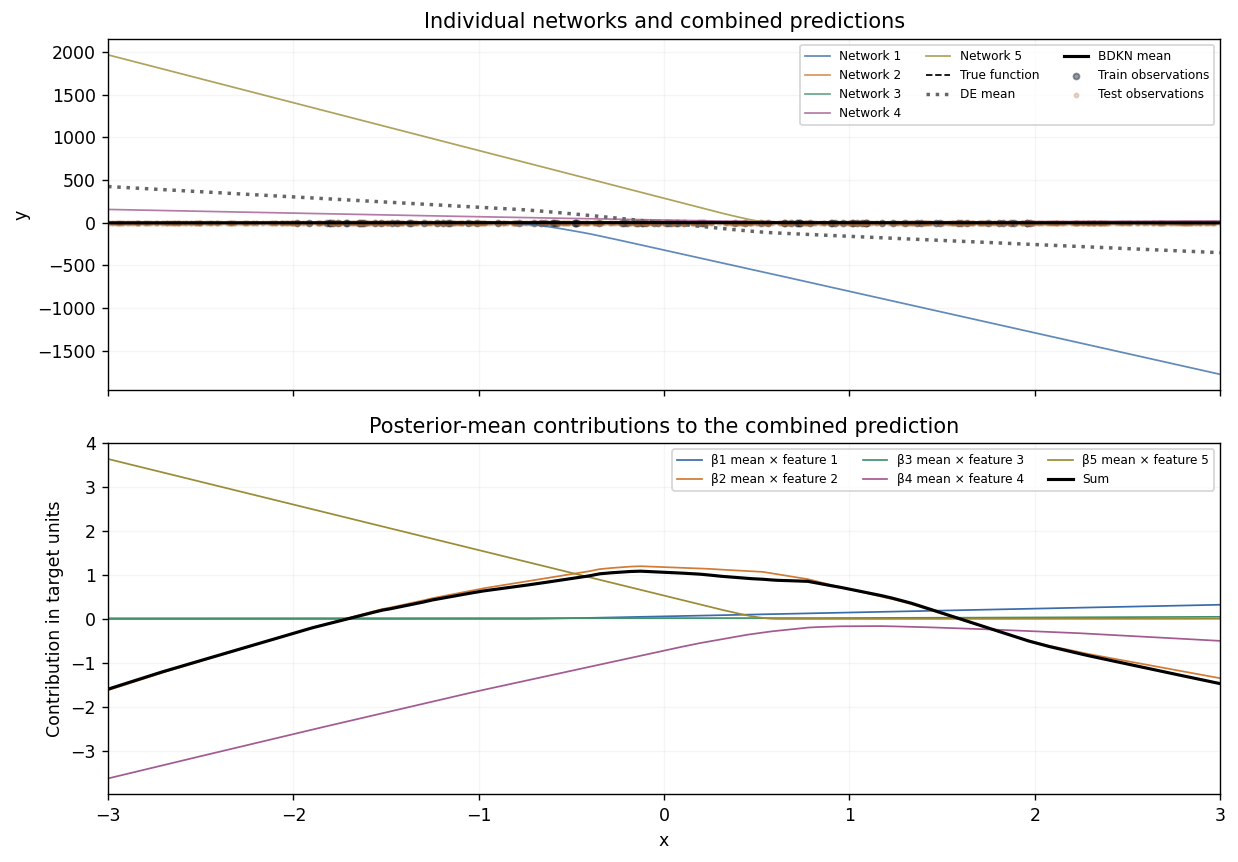 Individual networks and combined predictions
2000
1500
1000
500
0
−500
−1000
−1500
y
Network 1
Network 2
Network 3
Network 4
Network 5
True function
DE mean
BDKN mean
Train observations
Test observations
Posterior-mean contributions to the combined prediction
4
3
2
1
0
−1
−2
−3
Contribution in target units
β1 mean × feature 1
β2 mean × feature 2
β3 mean × feature 3
β4 mean × feature 4
β5 mean × feature 5
Sum
−3 −2 −1 0 1 2 3
x